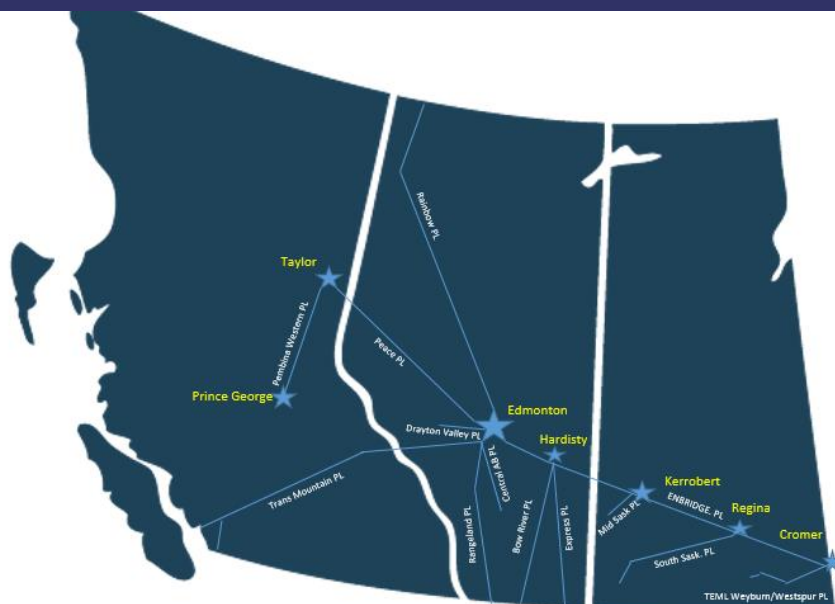 Rainbow PL
Taylor
Pembina Western PL
Peace PL
Prince George
Edmonton
Drayton Valley PL
Hardisty
Central AB PL
Trans Mountain PL
Kerrobert
ENBRIDGE. PL
Mid Sask PL
Regina
Rangeland PL
Bow River PL
Express PL
Cromer
South Sask. PL
TEML Weyburn/Westspur PL